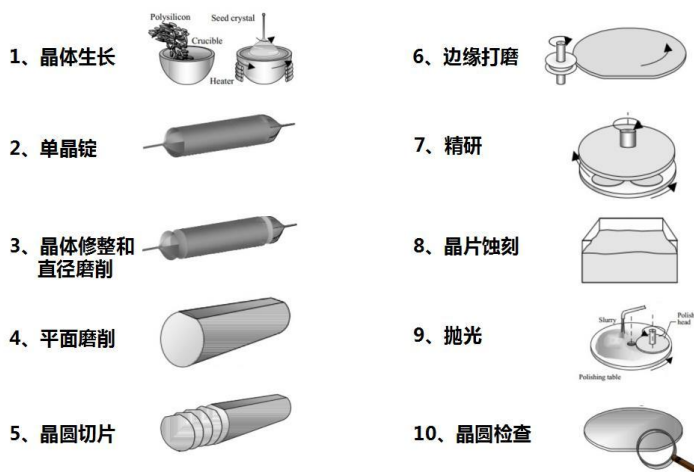 1、晶体生长
Polysilicon
Seed crystal
Crucible
Heater
2、单晶锭
3、晶体修整和
直径磨削
4、平面磨削
5、晶圆切片
6、边缘打磨
7、精研
8、晶片蚀刻
9、抛光
Slurry
Polish
head
Polishing table
10、晶圆检查